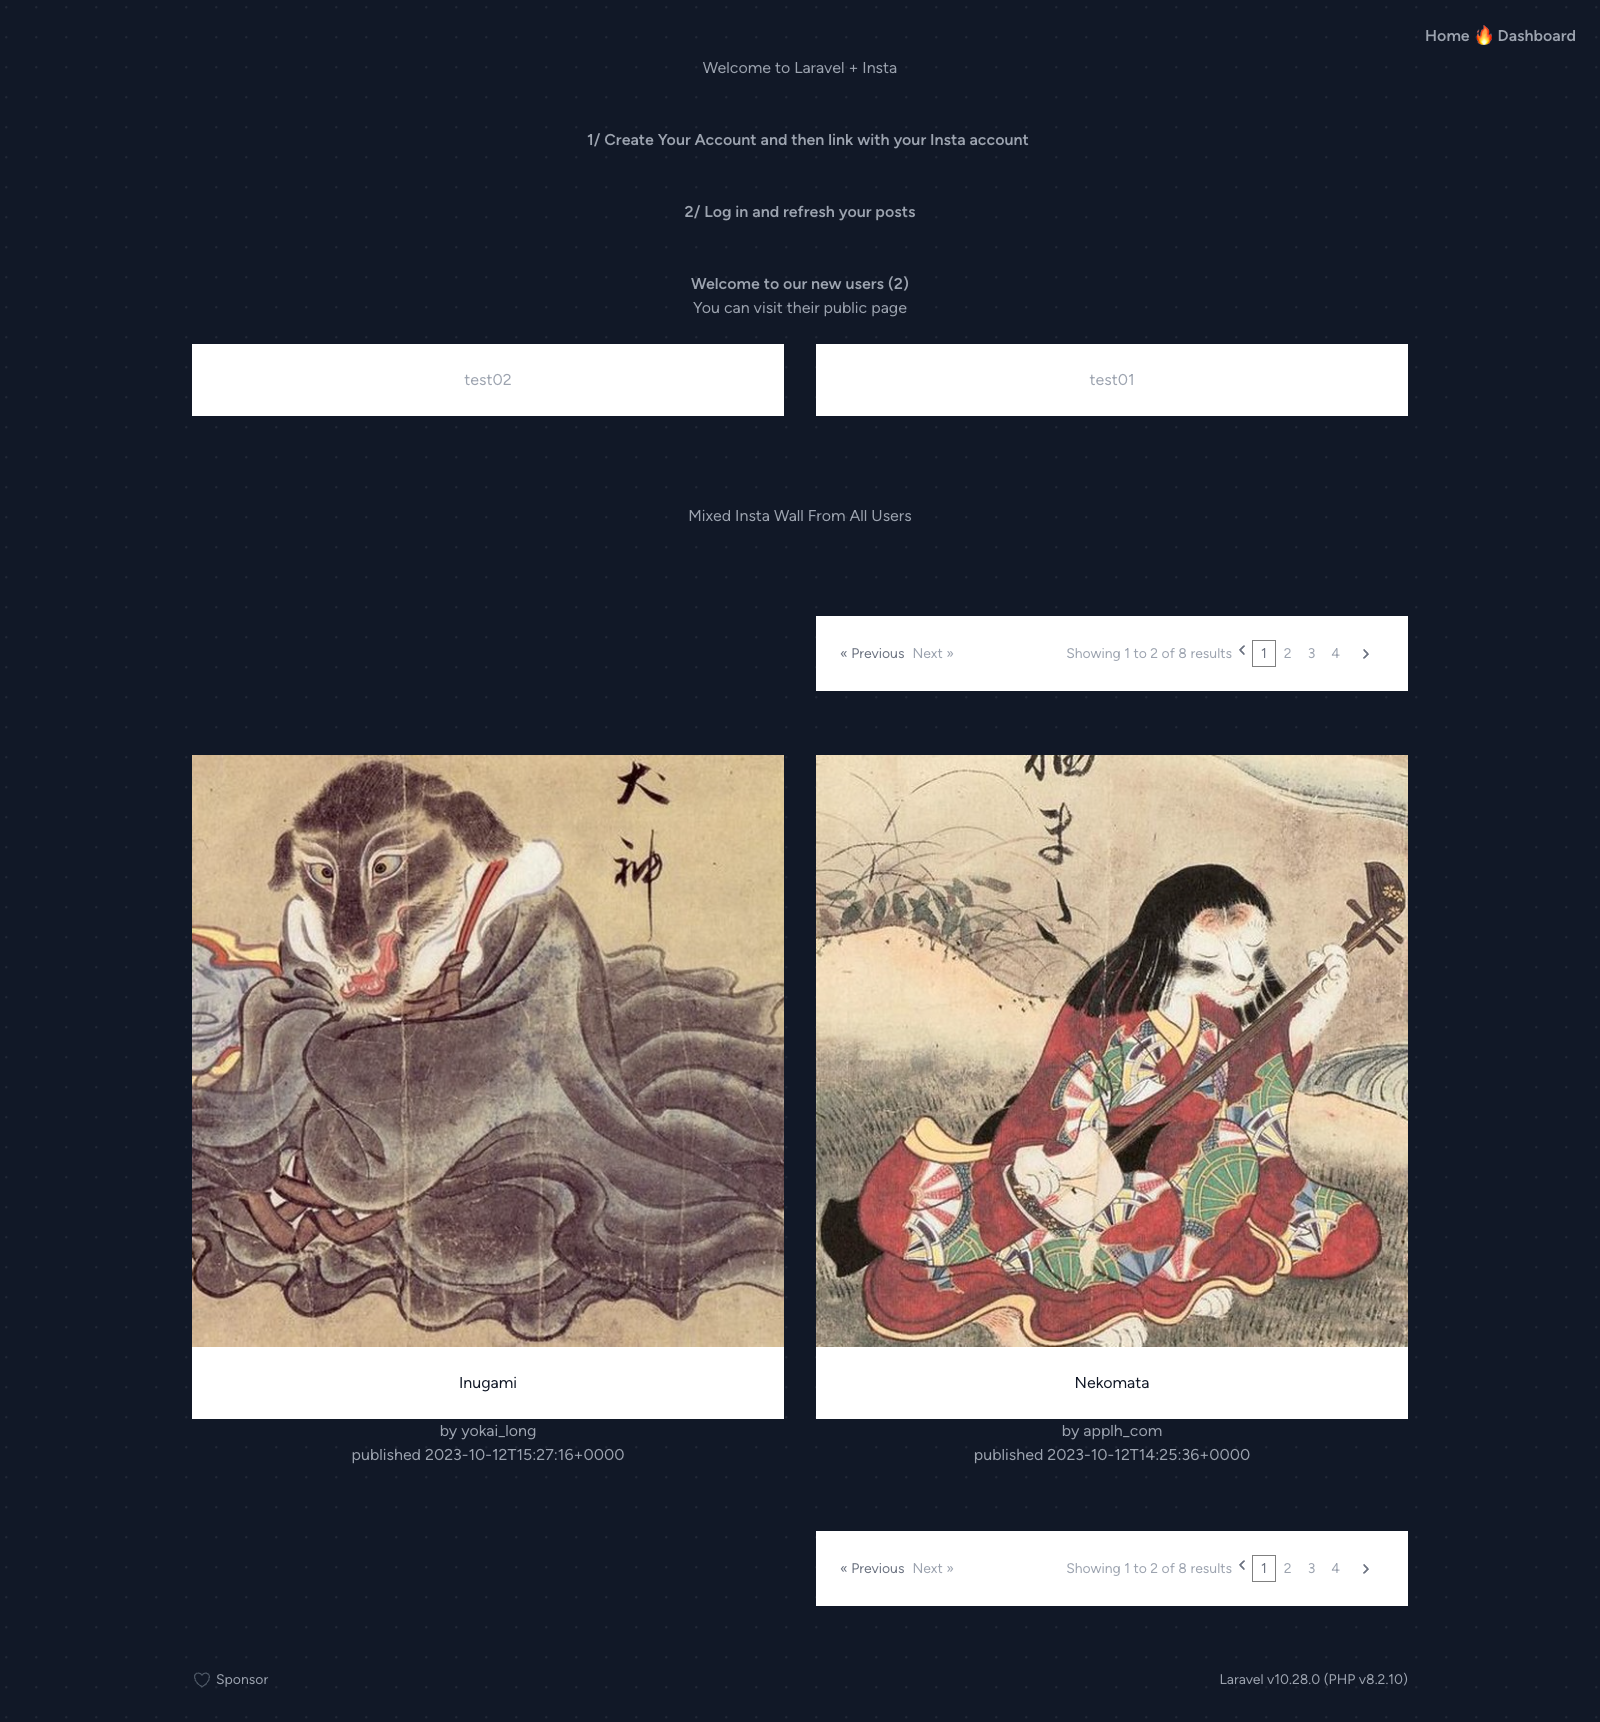 Home 🔥 Dashboard
Welcome to Laravel + Insta
1/ Create Your Account and then link with your Insta account
2/ Log in and refresh your posts
Welcome to our new users (2)
You can visit their public page
test02
test01
Mixed Insta Wall From All Users
« Previous Next » Showing 1 to 2 of 8 results ‹ 1 2 3 4 ›
犬
神
ま
Inugami
by yokai_long
published 2023-10-12T15:27:16+0000
Nekomata
by applh_com
published 2023-10-12T14:25:36+0000
« Previous Next » Showing 1 to 2 of 8 results ‹ 1 2 3 4 ›
Sponsor
Laravel v10.28.0 (PHP v8.2.10)